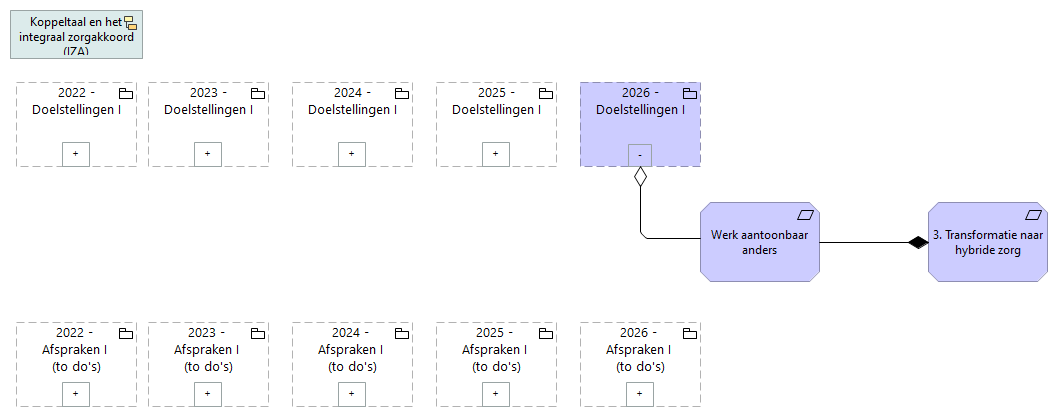 Koppeltaal en het
integraal zorgakkoord
(IZA)
2022 -
Doelstellingen I
+
2023 -
Doelstellingen I
+
2024 -
Doelstellingen I
+
2025 -
Doelstellingen I
+
2026 -
Doelstellingen I
-
Werk aantoonbaar
anders
3. Transformatie naar
hybride zorg
2022 -
Afspraken I
(to do's)
+
2023 -
Afspraken I
(to do's)
+
2024 -
Afspraken I
(to do's)
+
2025 -
Afspraken I
(to do's)
+
2026 -
Afspraken I
(to do's)
+